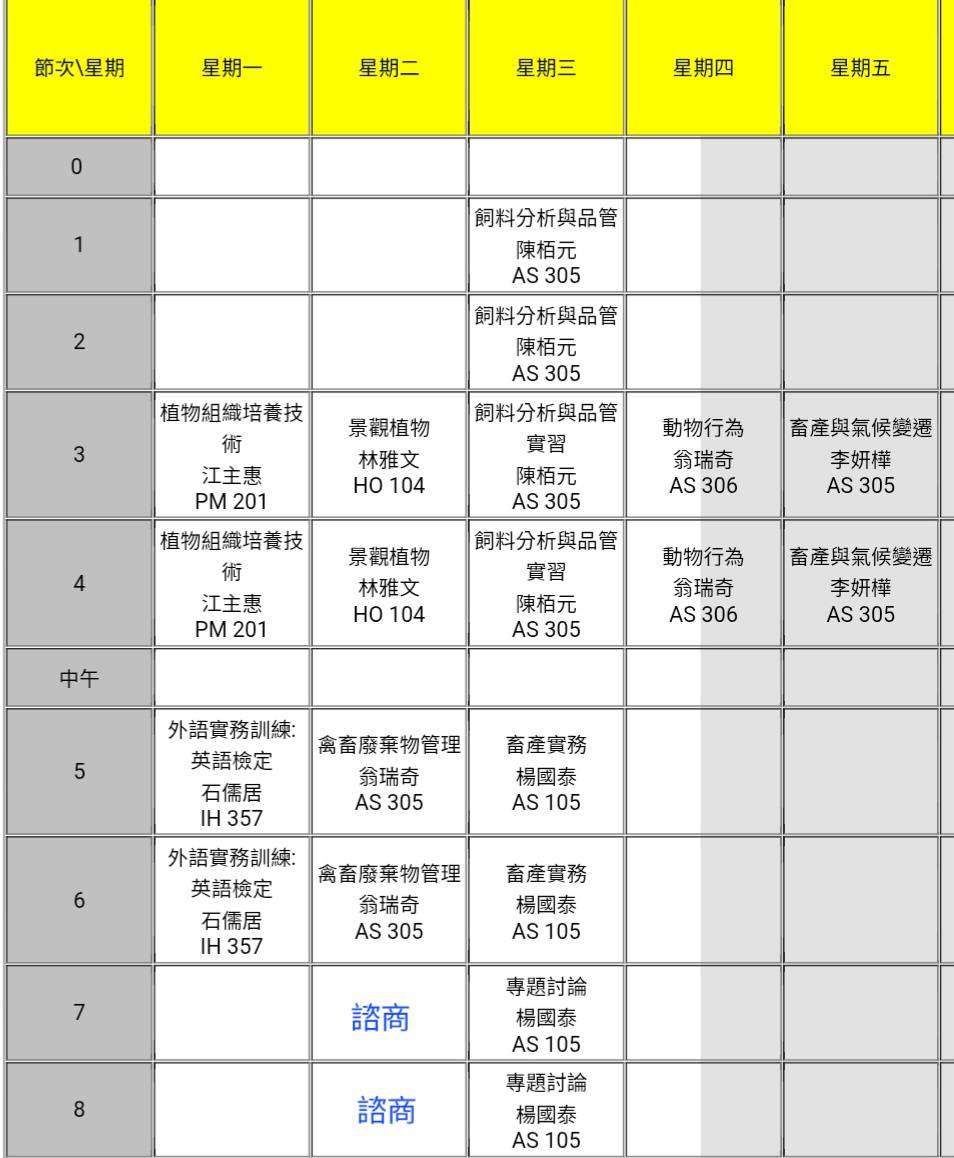 節次\星期 星期一 星期二 星期三 星期四 星期五
0
1
飼料分析與品管
陳栢元
AS 305
2
飼料分析與品管
陳栢元
AS 305
3
植物組織培養技
術
江主惠
PM 201
景觀植物
林雅文
HO 104
飼料分析與品管
實習
陳栢元
AS 305
動物行為
翁瑞奇
AS 306
畜產與氣候變遷
李妍樺
AS 305
4
植物組織培養技
術
江主惠
PM 201
景觀植物
林雅文
HO 104
飼料分析與品管
實習
陳栢元
AS 305
動物行為
翁瑞奇
AS 306
畜產與氣候變遷
李妍樺
AS 305
中午
5
外語實務訓練:
英語檢定
石儒居
IH 357
禽畜廢棄物管理
翁瑞奇
AS 305
畜產實務
楊國泰
AS 105
6
外語實務訓練:
英語檢定
石儒居
IH 357
禽畜廢棄物管理
翁瑞奇
AS 305
畜產實務
楊國泰
AS 105
7
諮商
專題討論
楊國泰
AS 105
8
諮商
專題討論
楊國泰
AS 105